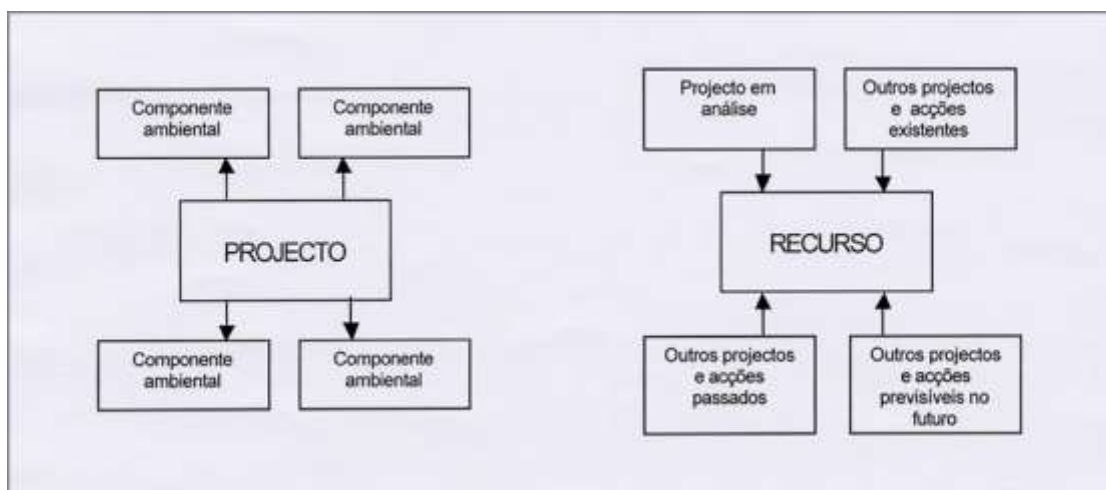 Componente
ambiental
Componente
ambiental
PROJECTO
Componente
ambiental
Componente
ambiental
Projecto em
análise
Outros projectos
e acções
existentes
RECURSO
Outros projectos
e acções
passados
Outros projectos
e acções
previsíveis no
futuro